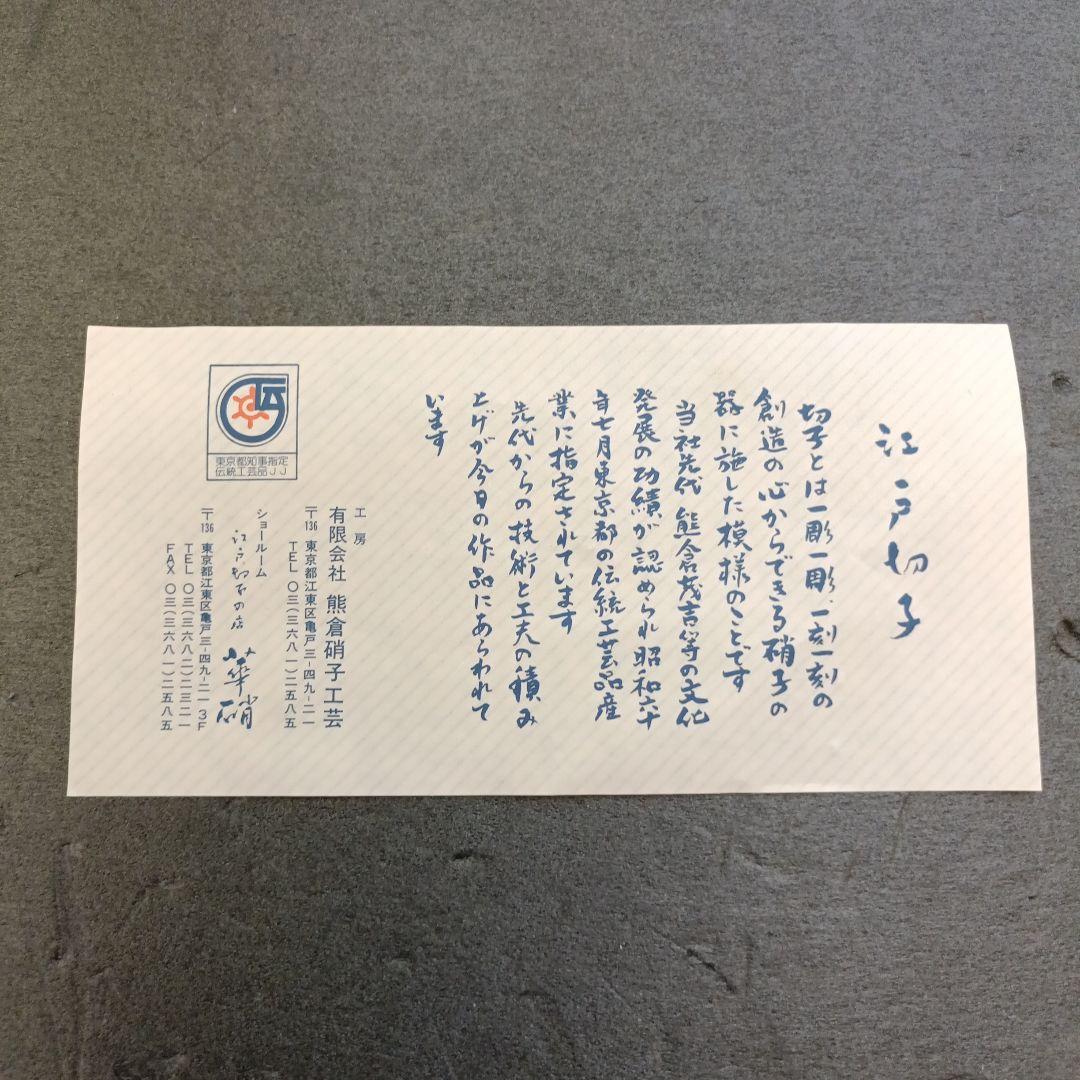 江戸切子
切子とは一彫一彫、一刻一刻の
創造の心からできる硝子の
器に施した模様のことです
当社先代 熊倉茂吉等の文化
発展の功績が認められ昭和六十
年七月東京都の伝統工芸品産
業に指定されています
先代からの技術と工夫の積み
上げが今日の作品にあらわれて
います
伝
東京都知事指定
伝統工芸品JJ
工房
有限会社 熊倉硝子工芸
〒136 東京都江東区亀戸三-四九-二一
TEL 〇三(三六八一)二五八五
ショールーム
江戸切子の店 華硝
〒136 東京都江東区亀戸三-四九-二一 3F
TEL 〇三(三六八二)二三二一
FAX 〇三(三六八一)二五八五